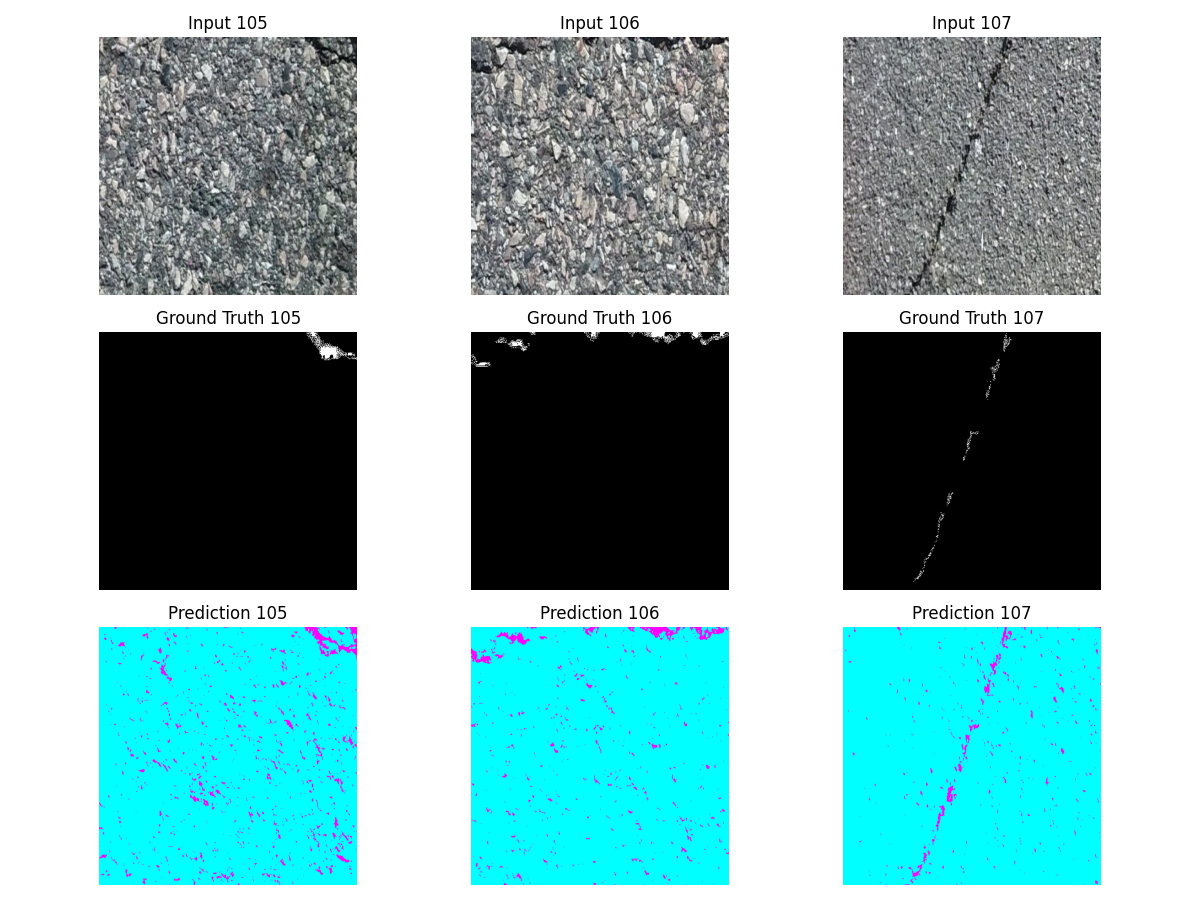 Input 105
Input 106
Input 107
Ground Truth 105
Ground Truth 106
Ground Truth 107
Prediction 105
Prediction 106
Prediction 107